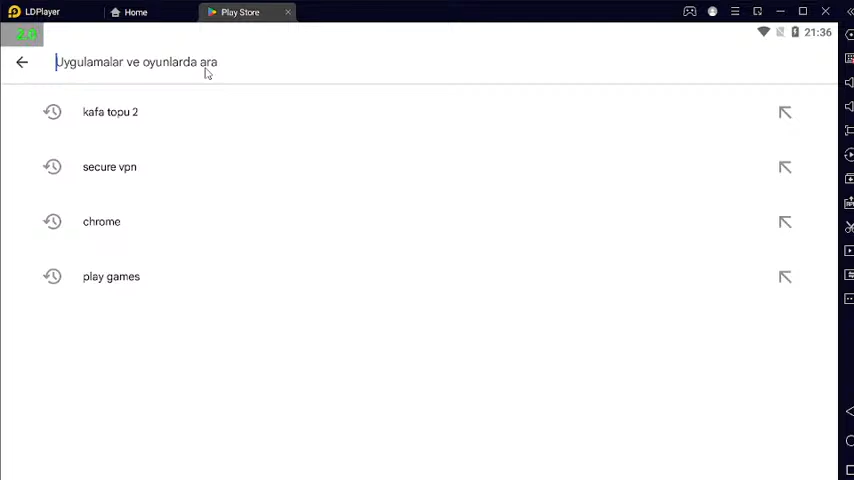 LDPlayer
Home
Play Store
21:36
Uygulamalar ve oyunlarda ara
kafa topu 2
secure vpn
chrome
play games